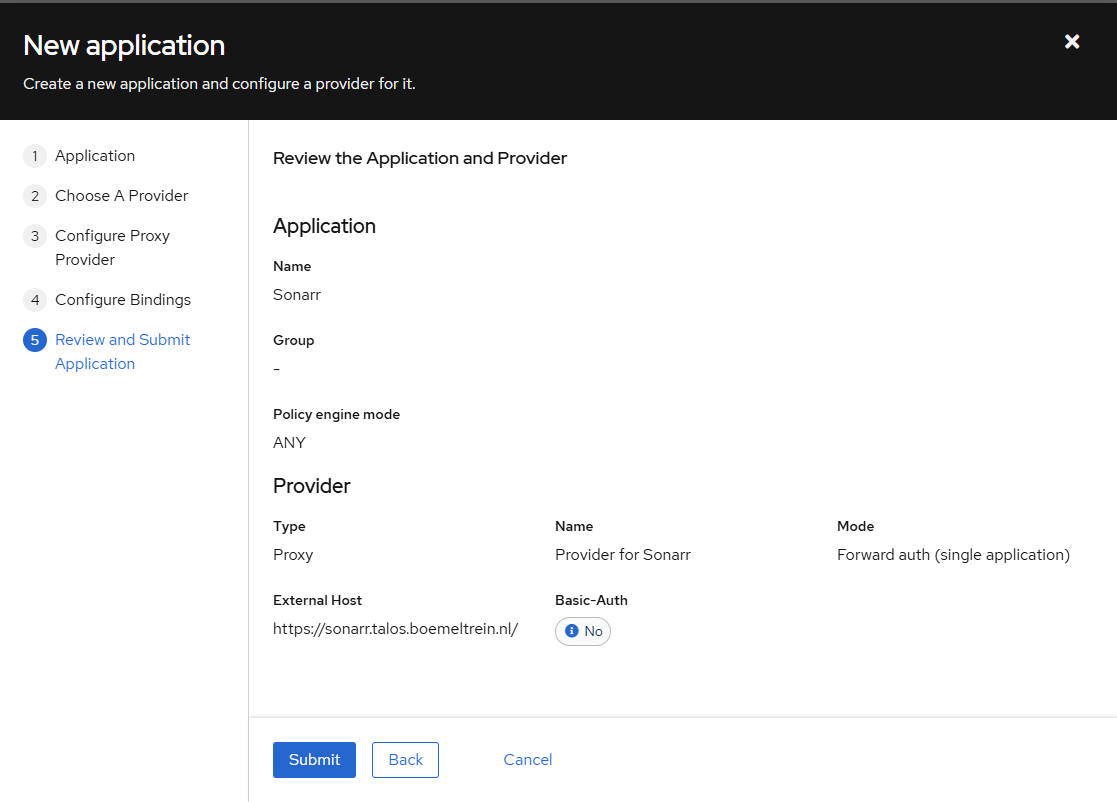 New application
Create a new application and configure a provider for it.
1 Application
2 Choose A Provider
3 Configure Proxy
Provider
4 Configure Bindings
5 Review and Submit
Application
Review the Application and Provider
Application
Name
Sonarr
Group
-
Policy engine mode
ANY
Provider
Type
Proxy
Name
Provider for Sonarr
Mode
Forward auth (single application)
External Host
https://sonarr.talos.boemeltrein.nl/
Basic-Auth
No
Submit
Back
Cancel